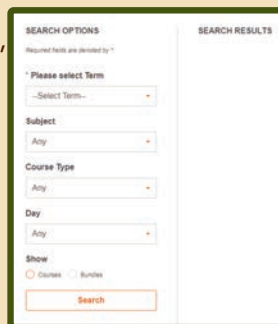 SEARCH OPTIONS
SEARCH RESULTS
Required fields are denoted by *
* Please select Term
--Select Term--
Subject
Any
Course Type
Any
Day
Any
Show
Courses
Bundles
Search